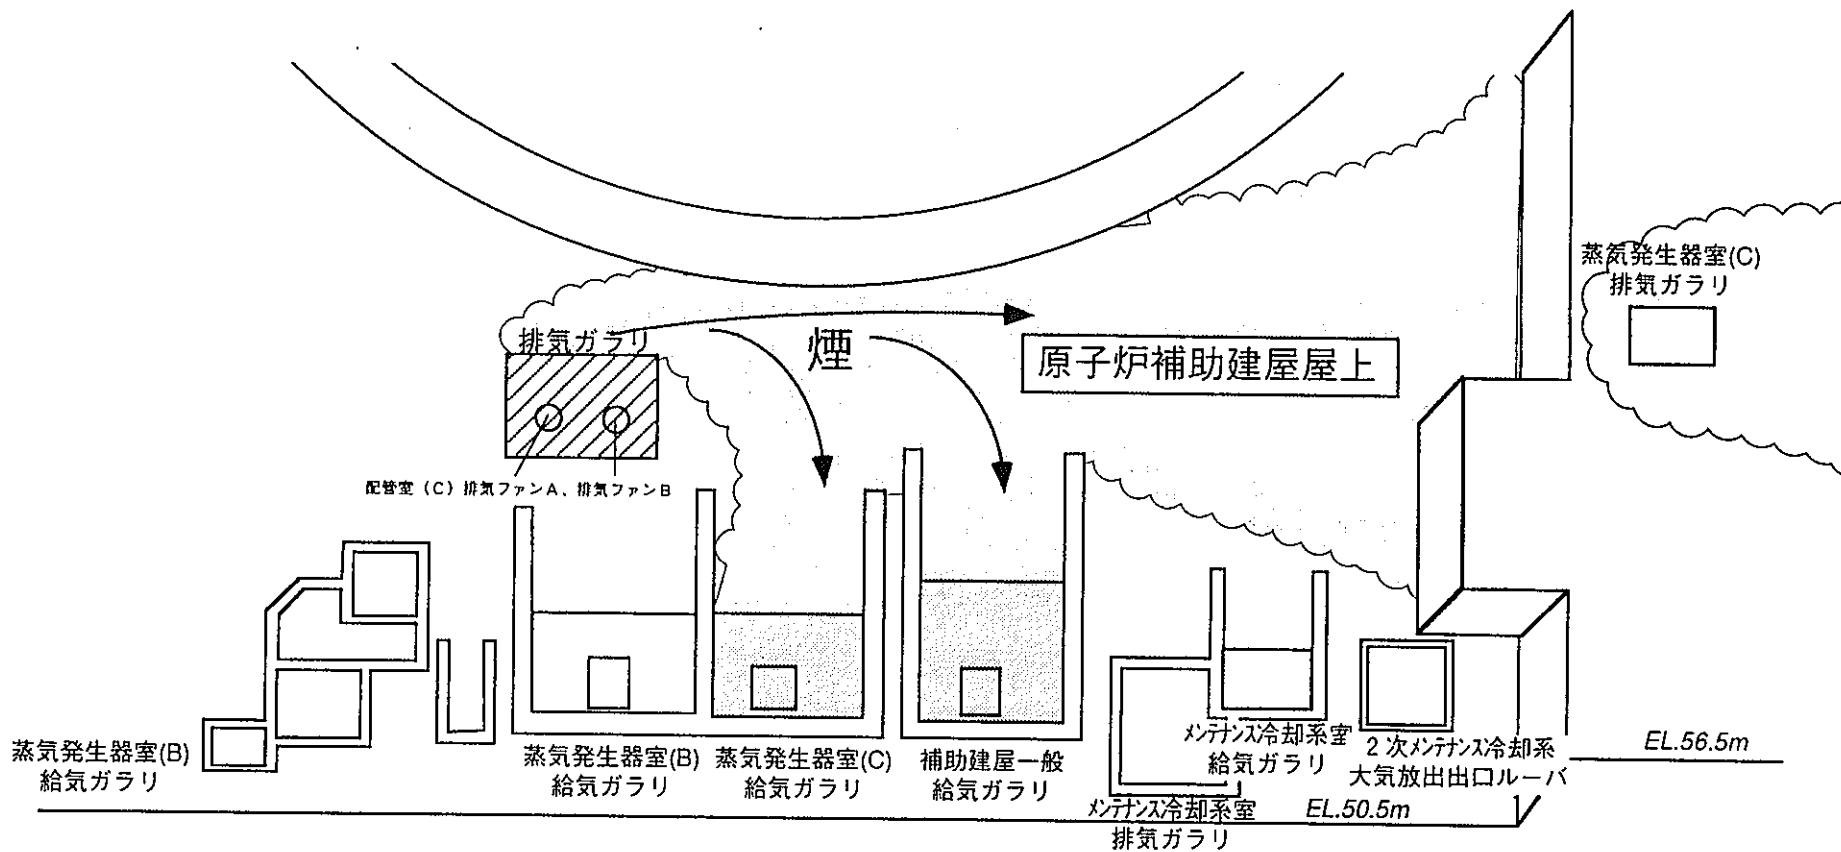 蒸気発生器室(C)
排気ガラリ
排気ガラリ
煙
原子炉補助建屋屋上
配管室（C）排気ファンA、排気ファンB
蒸気発生器室(B)
給気ガラリ
蒸気発生器室(B)
給気ガラリ
蒸気発生器室(C)
給気ガラリ
補助建屋一般
給気ガラリ
メンテナンス冷却系室
給気ガラリ
2次メンテナンス冷却系
大気放出出口ルーバ
EL.56.5m
メンテナンス冷却系室
排気ガラリ
EL.50.5m